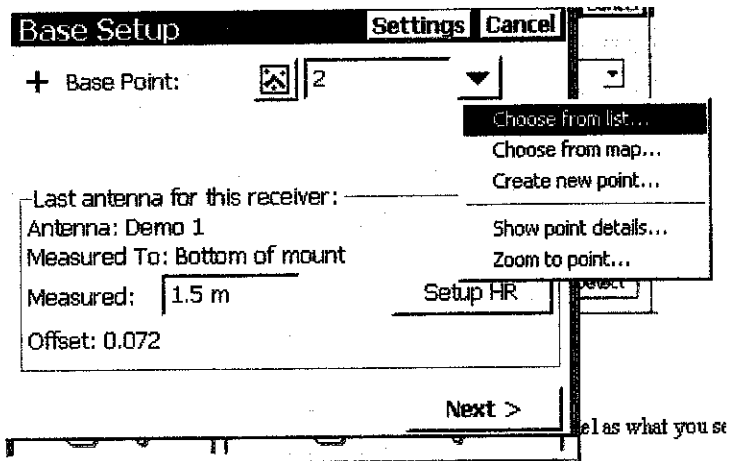 Base Setup Settings Cancel
+ Base Point: 2
Choose from list...
Choose from map...
Create new point...
Show point details...
Zoom to point...
Last antenna for this receiver:
Antenna: Demo 1
Measured To: Bottom of mount
Measured: 1.5 m Setup HR
Offset: 0.072
Next >
el as what you se